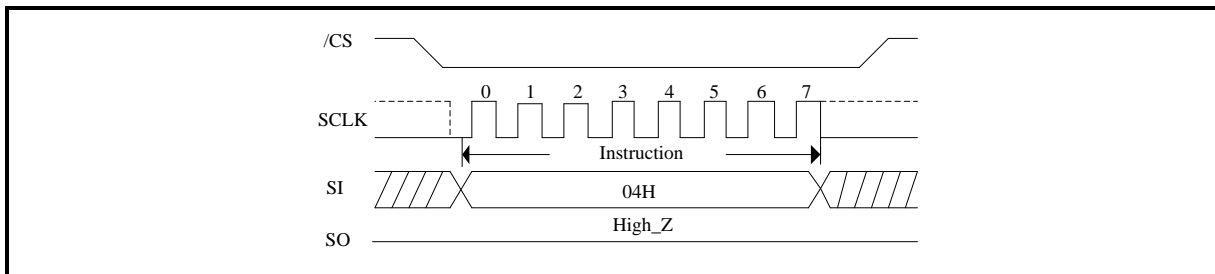 /CS
0 1 2 3 4 5 6 7
SCLK
Instruction
SI
04H
High_Z
SO